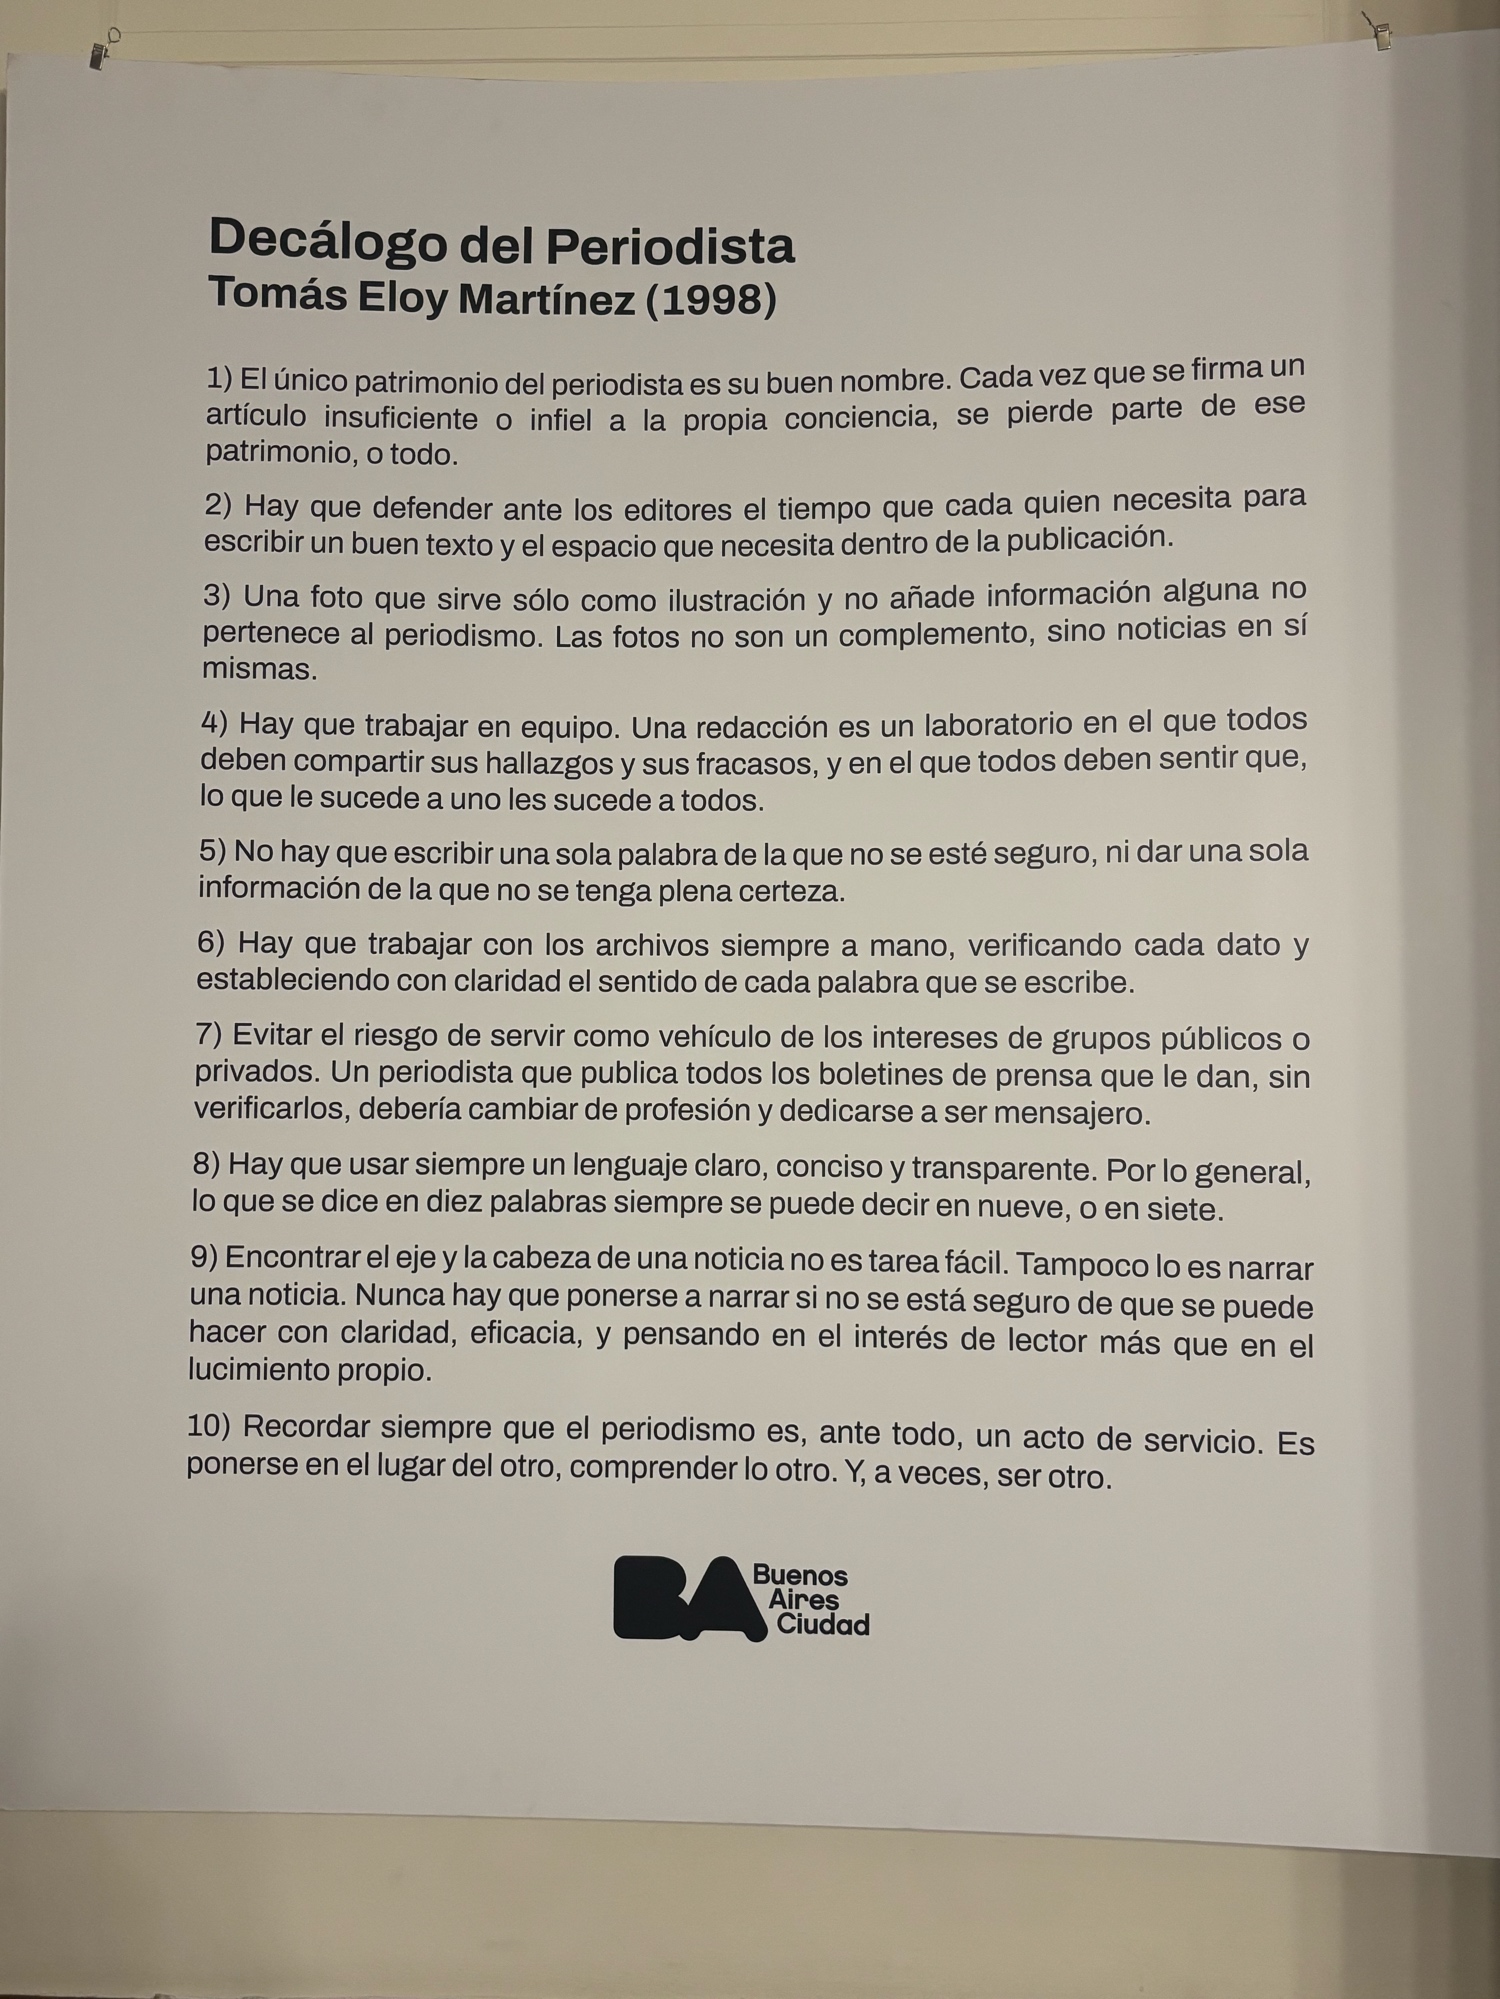 Decálogo del Periodista
Tomás Eloy Martínez (1998)
1) El único patrimonio del periodista es su buen nombre. Cada vez que se firma un
artículo insuficiente o infiel a la propia conciencia, se pierde parte de ese
patrimonio, o todo.
2) Hay que defender ante los editores el tiempo que cada quien necesita para
escribir un buen texto y el espacio que necesita dentro de la publicación.
3) Una foto que sirve sólo como ilustración y no añade información alguna no
pertenece al periodismo. Las fotos no son un complemento, sino noticias en sí
mismas.
4) Hay que trabajar en equipo. Una redacción es un laboratorio en el que todos
deben compartir sus hallazgos y sus fracasos, y en el que todos deben sentir que,
lo que le sucede a uno les sucede a todos.
5) No hay que escribir una sola palabra de la que no se esté seguro, ni dar una sola
información de la que no se tenga plena certeza.
6) Hay que trabajar con los archivos siempre a mano, verificando cada dato y
estableciendo con claridad el sentido de cada palabra que se escribe.
7) Evitar el riesgo de servir como vehículo de los intereses de grupos públicos o
privados. Un periodista que publica todos los boletines de prensa que le dan, sin
verificarlos, debería cambiar de profesión y dedicarse a ser mensajero.
8) Hay que usar siempre un lenguaje claro, conciso y transparente. Por lo general,
lo que se dice en diez palabras siempre se puede decir en nueve, o en siete.
9) Encontrar el eje y la cabeza de una noticia no es tarea fácil. Tampoco lo es narrar
una noticia. Nunca hay que ponerse a narrar si no se está seguro de que se puede
hacer con claridad, eficacia, y pensando en el interés de lector más que en el
lucimiento propio.
10) Recordar siempre que el periodismo es, ante todo, un acto de servicio. Es
ponerse en el lugar del otro, comprender lo otro. Y, a veces, ser otro.
BA
Buenos
Aires
Ciudad